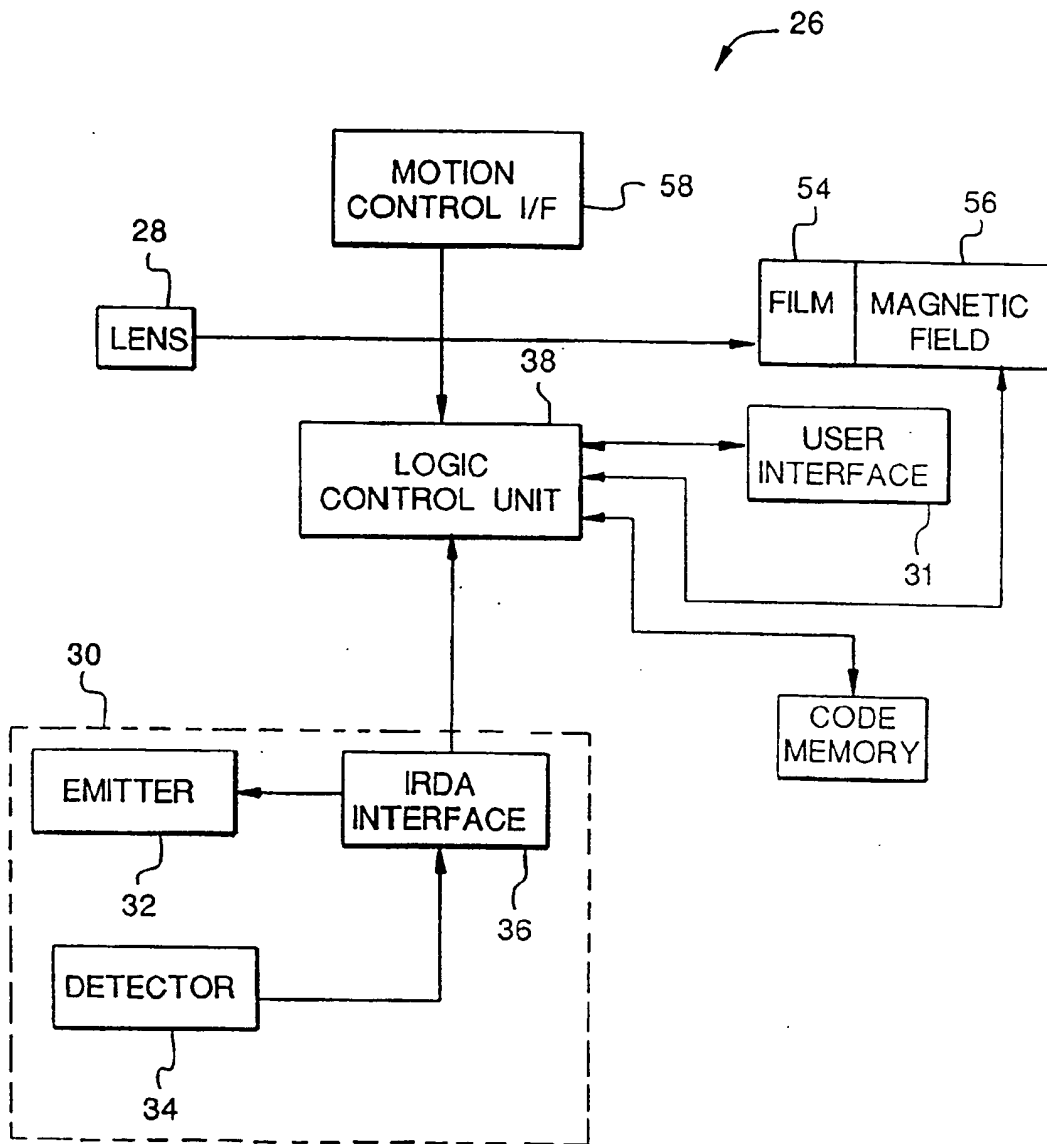 26
MOTION
CONTROL I/F
58
54
56
28
LENS
FILM
MAGNETIC
FIELD
38
LOGIC
CONTROL UNIT
USER
INTERFACE
31
30
CODE
MEMORY
EMITTER
IRDA
INTERFACE
32
36
DETECTOR
34